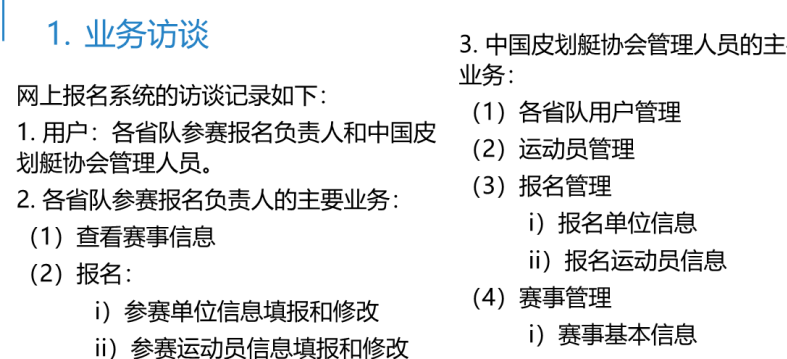 1. 业务访谈
网上报名系统的访谈记录如下：
1. 用户：各省队参赛报名负责人和中国皮
划艇协会管理人员。
2. 各省队参赛报名负责人的主要业务：
（1）查看赛事信息
（2）报名：
i）参赛单位信息填报和修改
ii）参赛运动员信息填报和修改
3. 中国皮划艇协会管理人员的主
业务：
（1）各省队用户管理
（2）运动员管理
（3）报名管理
i）报名单位信息
ii）报名运动员信息
（4）赛事管理
i）赛事基本信息